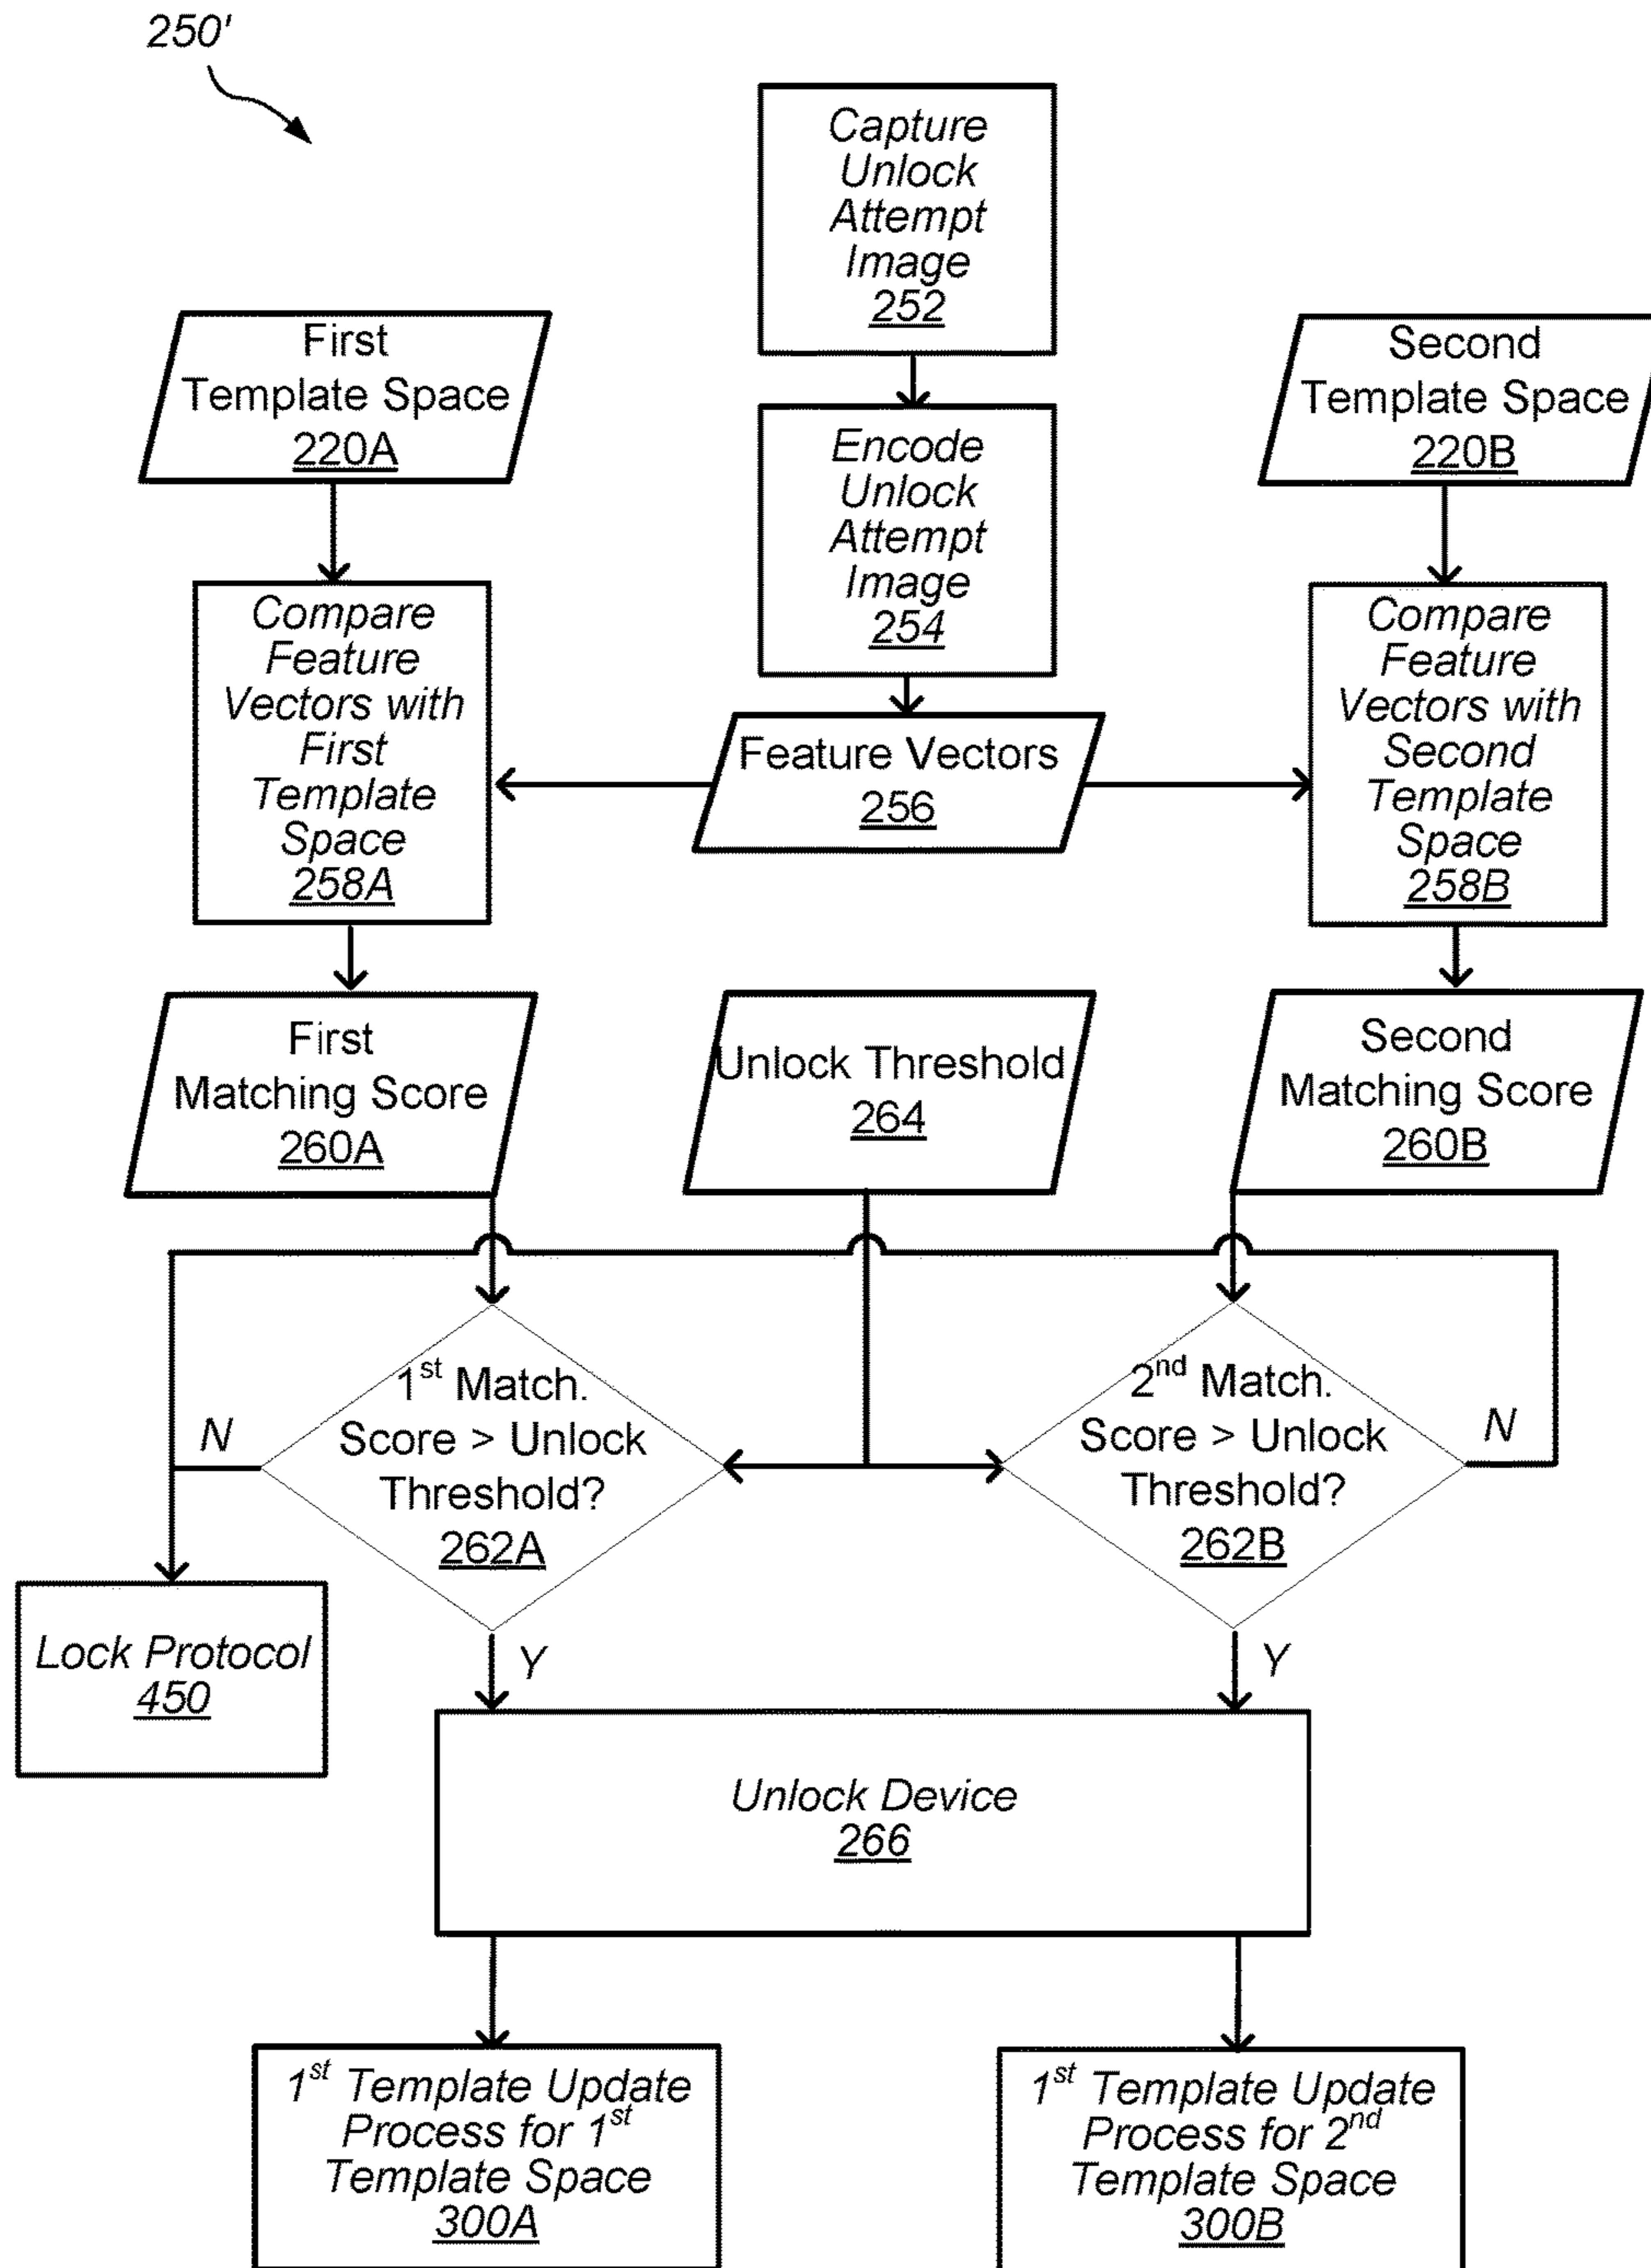 250'
Capture
Unlock
Attempt
Image
252
First
Template Space
220A
Second
Template Space
220B
Encode
Unlock
Attempt
Image
254
Compare
Feature
Vectors with
First
Template
Space
258A
Feature Vectors
256
Compare
Feature
Vectors with
Second
Template
Space
258B
First
Matching Score
260A
Unlock Threshold
264
Second
Matching Score
260B
1st Match.
Score > Unlock
Threshold?
262A
N
Y
2nd Match.
Score > Unlock
Threshold?
262B
N
Y
Lock Protocol
450
Unlock Device
266
1st Template Update
Process for 1st
Template Space
300A
1st Template Update
Process for 2nd
Template Space
300B